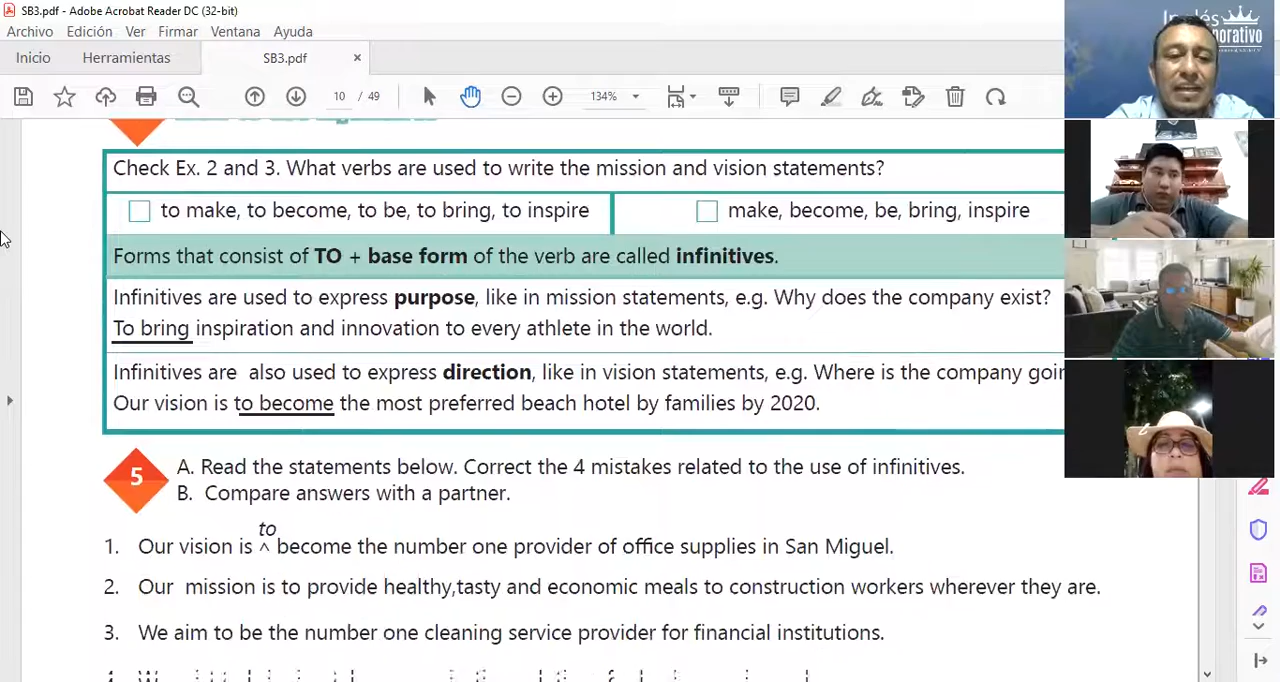 SB3.pdf - Adobe Acrobat Reader DC (32-bit)
Archivo Edición Ver Firmar Ventana Ayuda
Inicio Herramientas SB3.pdf ×
10 / 49 134%
Check Ex. 2 and 3. What verbs are used to write the mission and vision statements?
to make, to become, to be, to bring, to inspire
make, become, be, bring, inspire
Forms that consist of TO + base form of the verb are called infinitives.
Infinitives are used to express purpose, like in mission statements, e.g. Why does the company exist?
To bring inspiration and innovation to every athlete in the world.
Infinitives are also used to express direction, like in vision statements, e.g. Where is the company goin
Our vision is to become the most preferred beach hotel by families by 2020.
5 A. Read the statements below. Correct the 4 mistakes related to the use of infinitives.
B. Compare answers with a partner.
to
1. Our vision is ^ become the number one provider of office supplies in San Miguel.
2. Our mission is to provide healthy,tasty and economic meals to construction workers wherever they are.
3. We aim to be the number one cleaning service provider for financial institutions.